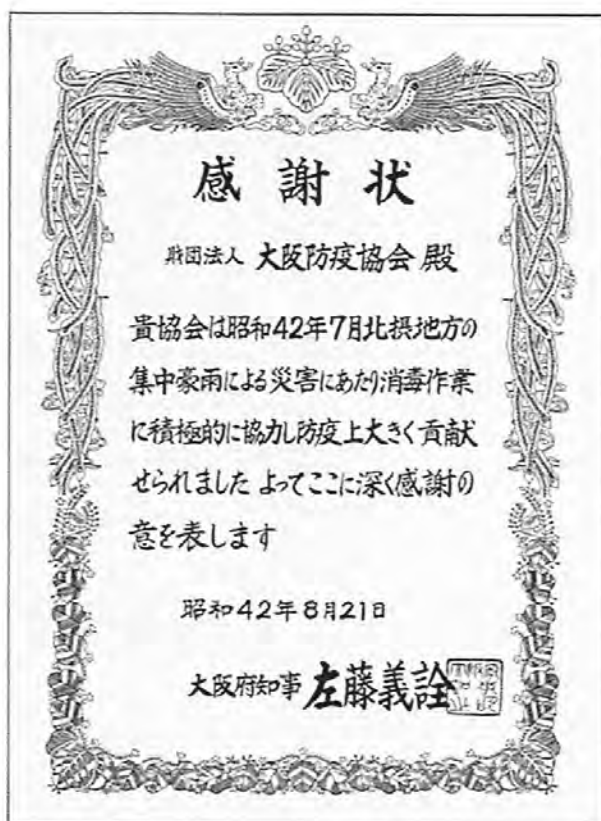 感謝状
財団法人 大阪防疫協会 殿
貴協会は昭和42年7月北摂地方の
集中豪雨による災害にあたり消毒作業
に積極的に協力し防疫上大きく貢献
せられました よってここに深く感謝の
意を表します
昭和42年8月21日
大阪府知事 左藤義詮